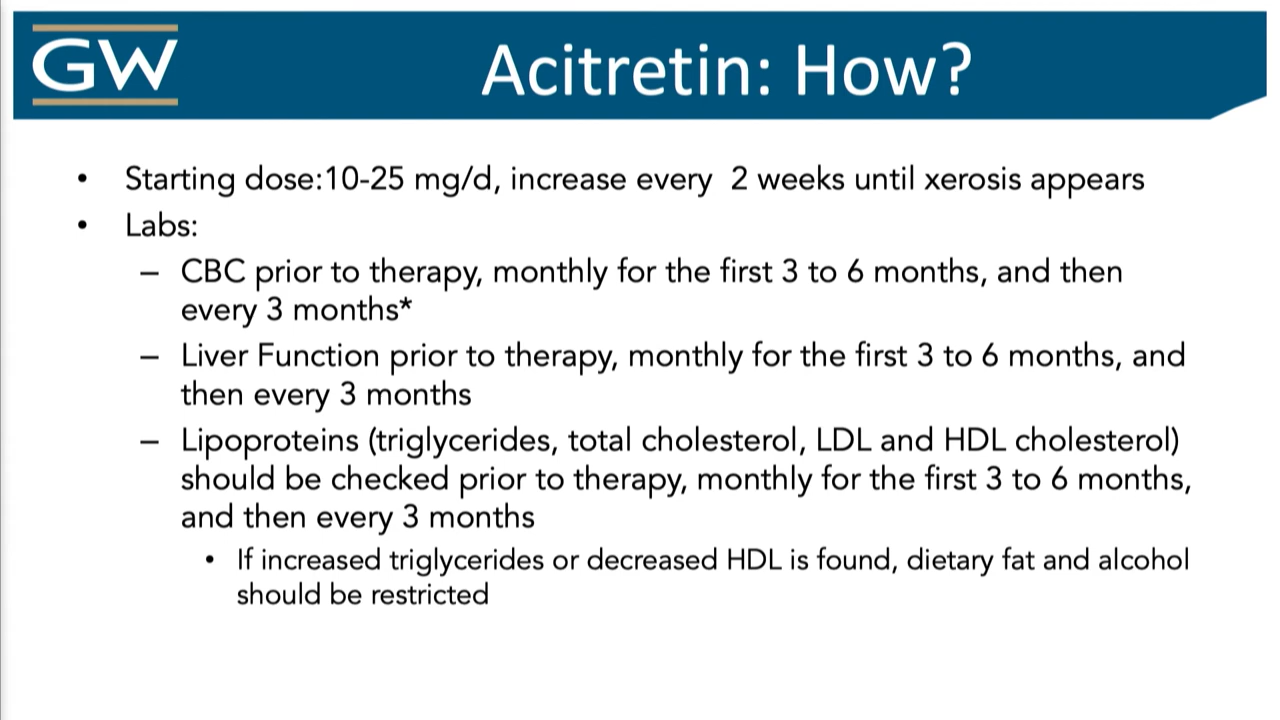 GW
Acitretin: How?
• Starting dose:10-25 mg/d, increase every  2 weeks until xerosis appears
• Labs:
– CBC prior to therapy, monthly for the first 3 to 6 months, and then
every 3 months*
– Liver Function prior to therapy, monthly for the first 3 to 6 months, and
then every 3 months
– Lipoproteins (triglycerides, total cholesterol, LDL and HDL cholesterol)
should be checked prior to therapy, monthly for the first 3 to 6 months,
and then every 3 months
• If increased triglycerides or decreased HDL is found, dietary fat and alcohol
should be restricted